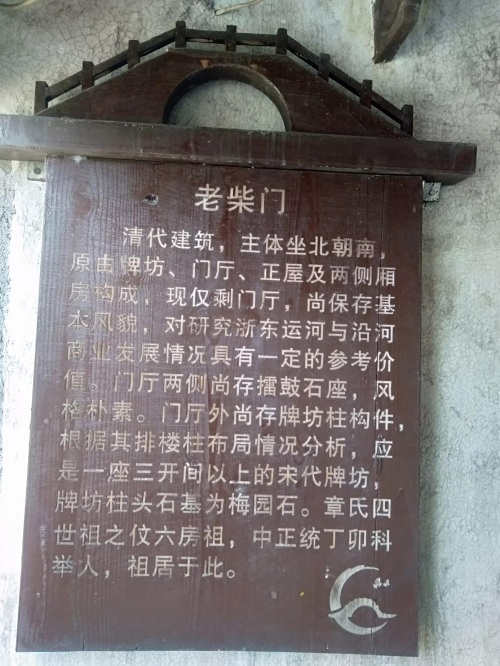 老柴门
清代建筑，主体坐北朝南，
原由牌坊、门厅、正屋及两侧厢
房构成，现仅剩门厅，尚保存基
本风貌，对研究浙东运河与沿河
商业发展情况具有一定的参考价
值。门厅两侧尚存擂鼓石座，风
格朴素。门厅外尚存牌坊柱构件，
根据其排楼柱布局情况分析，应
是一座三开间以上的宋代牌坊，
牌坊柱头石基为梅园石。章氏四
世祖之伩六房祖，中正统丁卯科
举人，祖居于此。